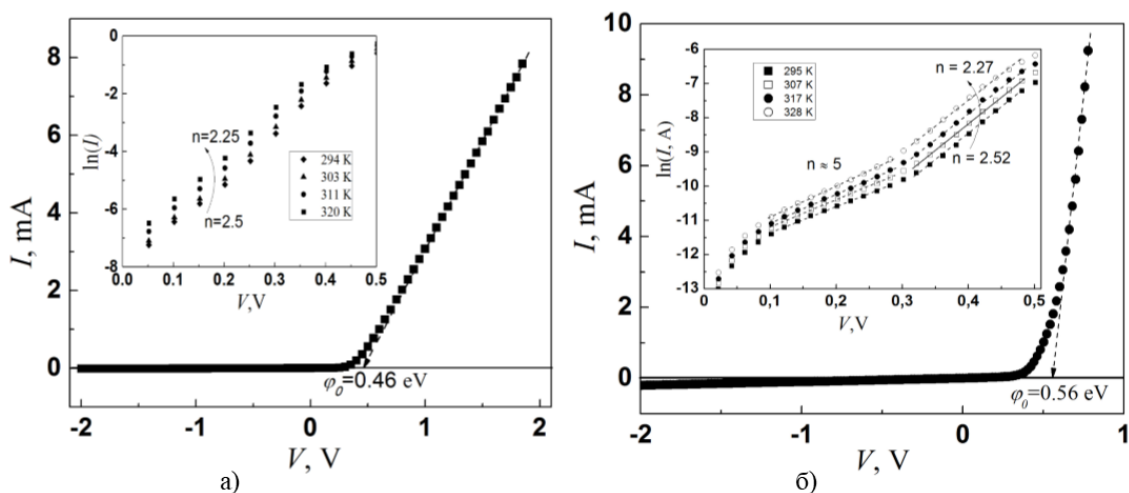 а)
I, mA
8
6
4
2
0
-2
-1
0
1
2
V, V
ln(I)
0
-2
-4
-6
-8
0.0
0.1
0.2
0.3
0.4
0.5
V,V
n=2.25
n=2.5
294 K
303 K
311 K
320 K
φ0=0.46 eV
а)
б)
I, mA
10
8
6
4
2
0
-2
-1
0
1
V, V
ln(I, A)
-6
-7
-8
-9
-10
-11
-12
-13
0,1
0,2
0,3
0,4
0,5
V,V
295 K
307 K
317 K
328 K
n = 2.27
n ≈ 5
n = 2.52
φ0=0.56 eV
б)